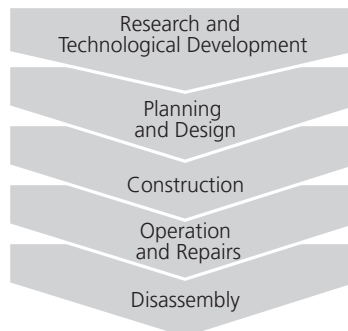 Research and
Technological Development
Planning
and Design
Construction
Operation
and Repairs
Disassembly